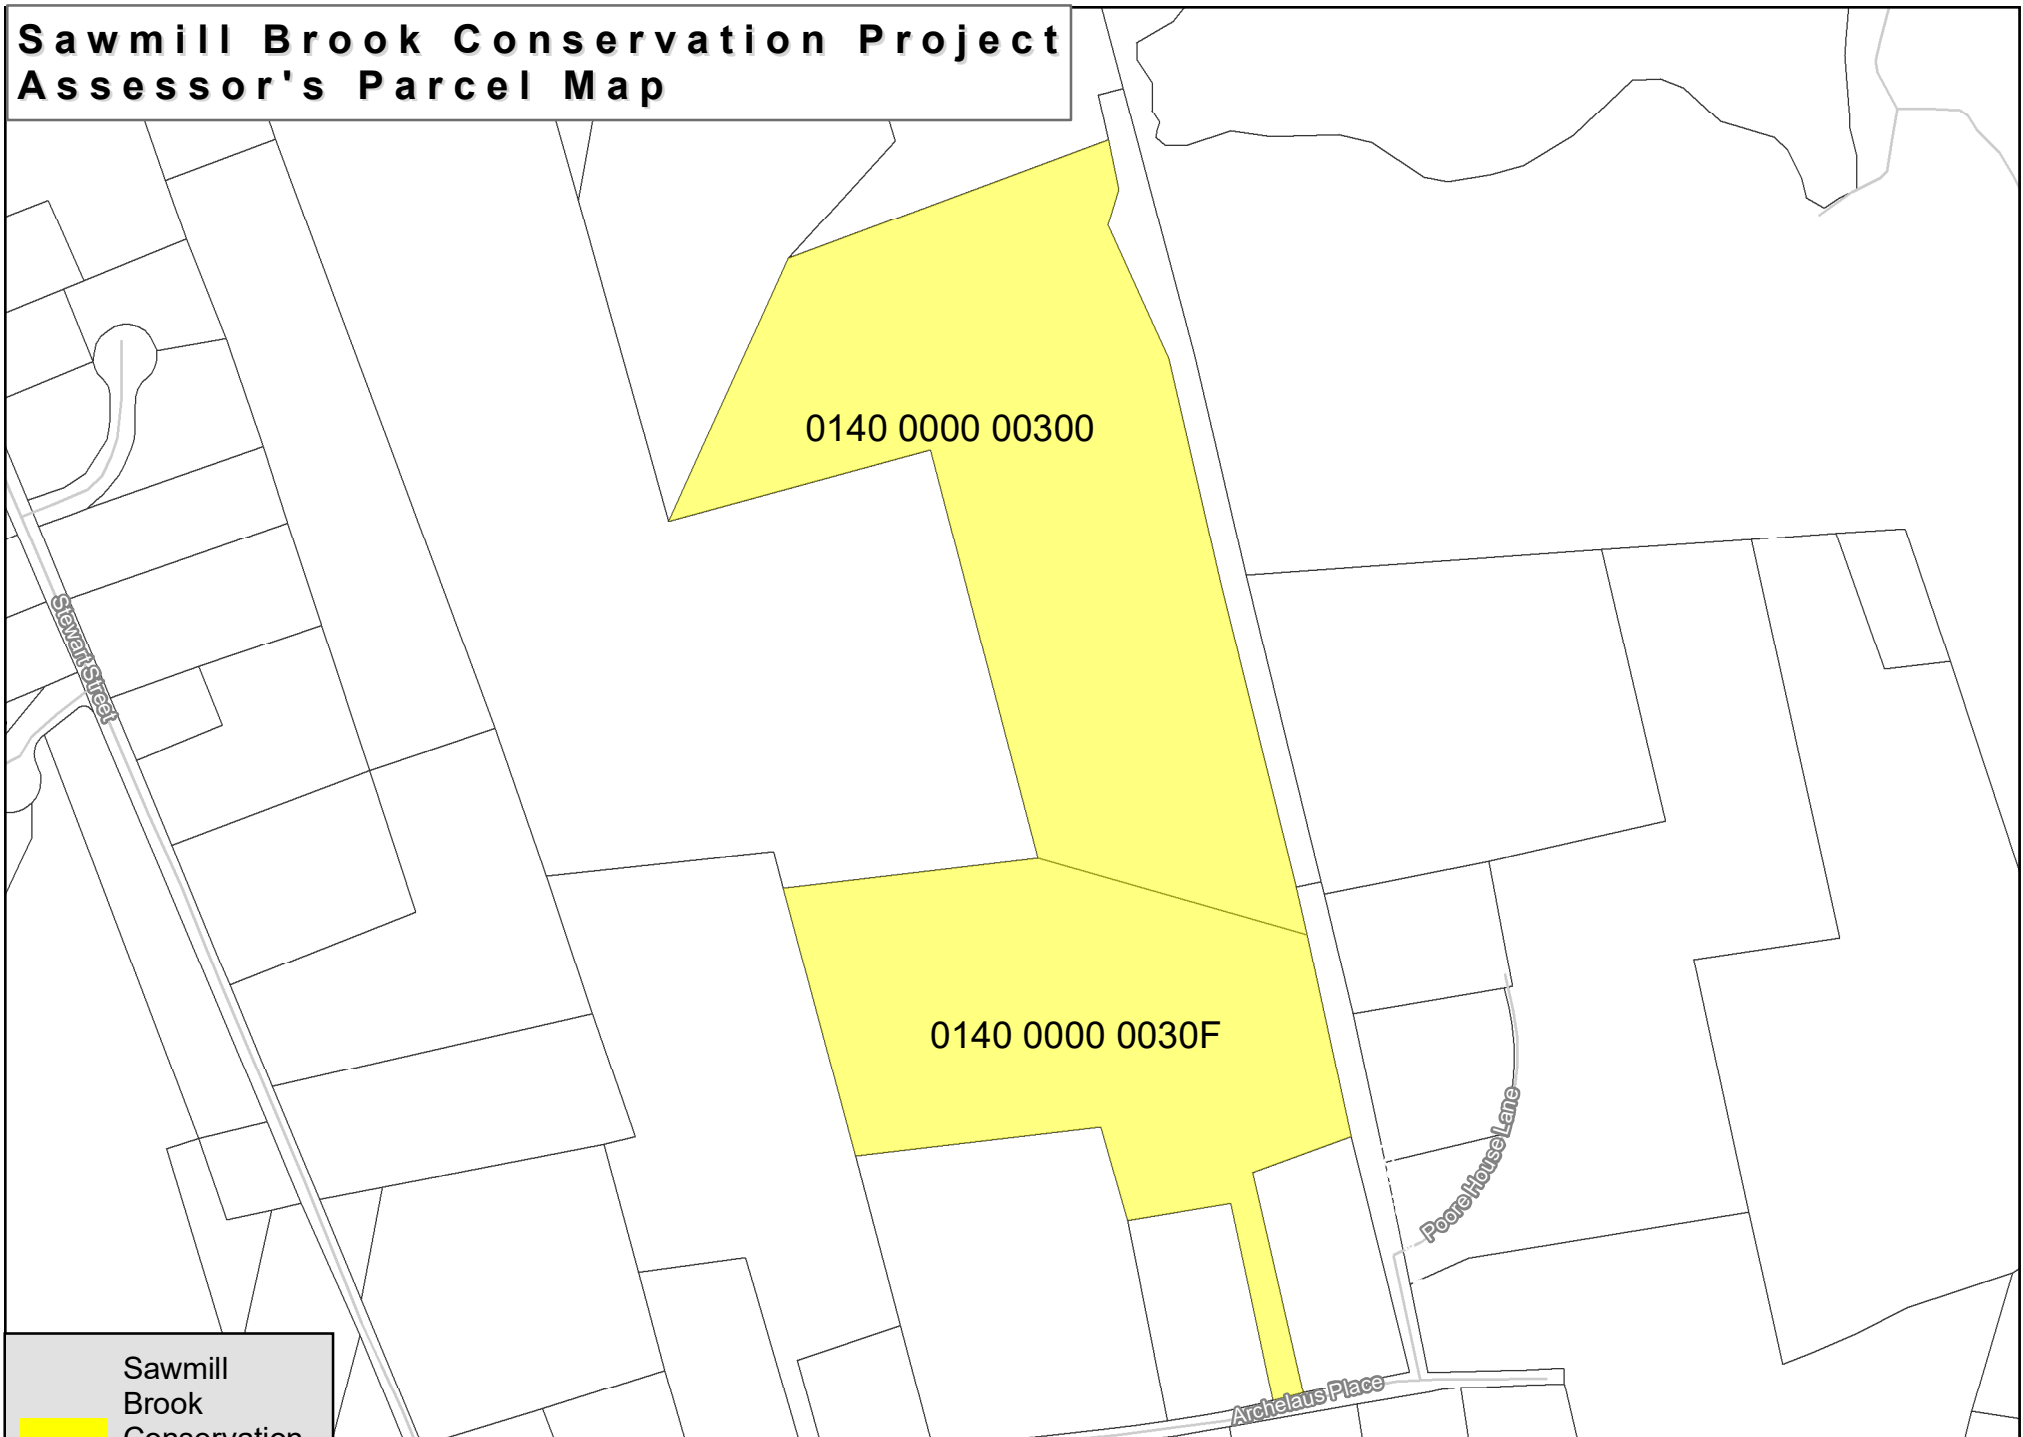 Sawmill Brook Conservation Project
Assessor's Parcel Map
0140 0000 00300
Stewart Street
0140 0000 0030F
Poore House Lane
Archelaus Place
Sawmill
Brook
Conservation